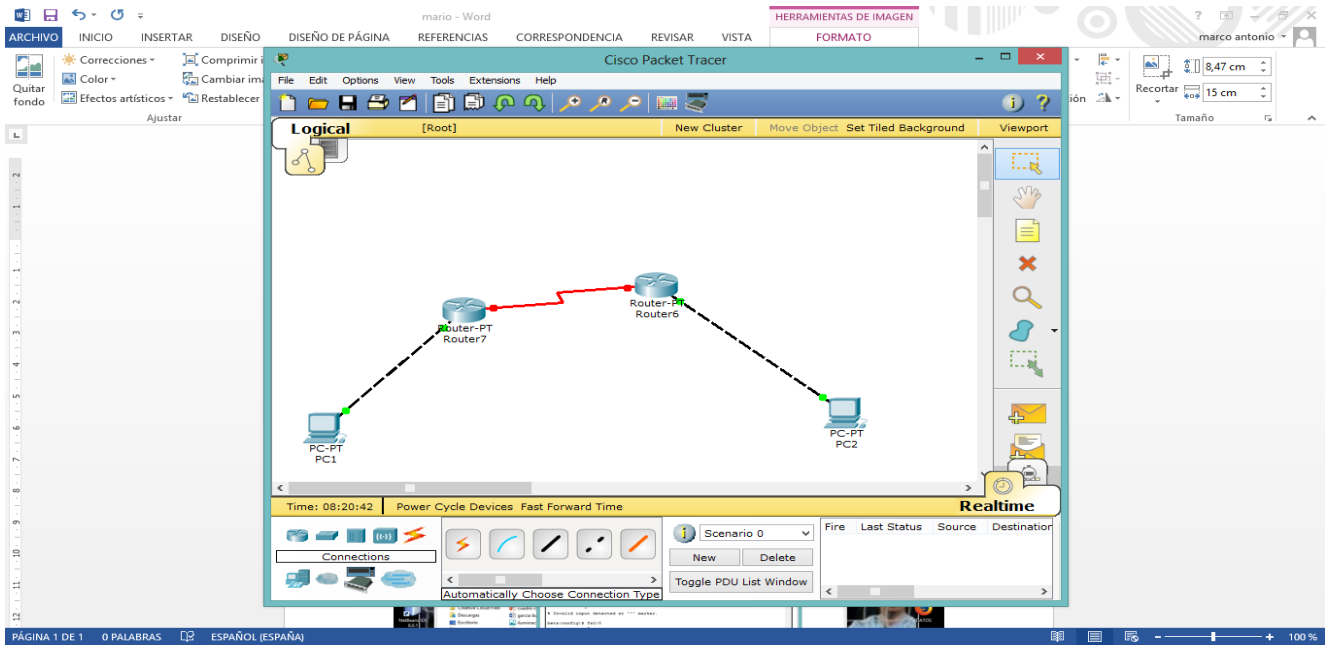 mario - Word
HERRAMIENTAS DE IMAGEN
ARCHIVO INICIO INSERTAR DISEÑO DISEÑO DE PÁGINA REFERENCIAS CORRESPONDENCIA REVISAR VISTA FORMATO
marco antonio
Quitar fondo
Correcciones
Color
Efectos artísticos
Comprimir i
Cambiar ima
Restablecer
Ajustar
ión
Recortar
8,47 cm
15 cm
Tamaño
Cisco Packet Tracer
File Edit Options View Tools Extensions Help
Logical [Root] New Cluster Move Object Set Tiled Background Viewport
Router-PT
Router6
Router-PT
Router7
PC-PT
PC1
PC-PT
PC2
Time: 08:20:42 Power Cycle Devices Fast Forward Time Realtime
Connections
Automatically Choose Connection Type
Scenario 0
New Delete
Toggle PDU List Window
Fire Last Status Source Destination
Descargas
Escritorio
PÁGINA 1 DE 1 0 PALABRAS ESPAÑOL (ESPAÑA) 100 %